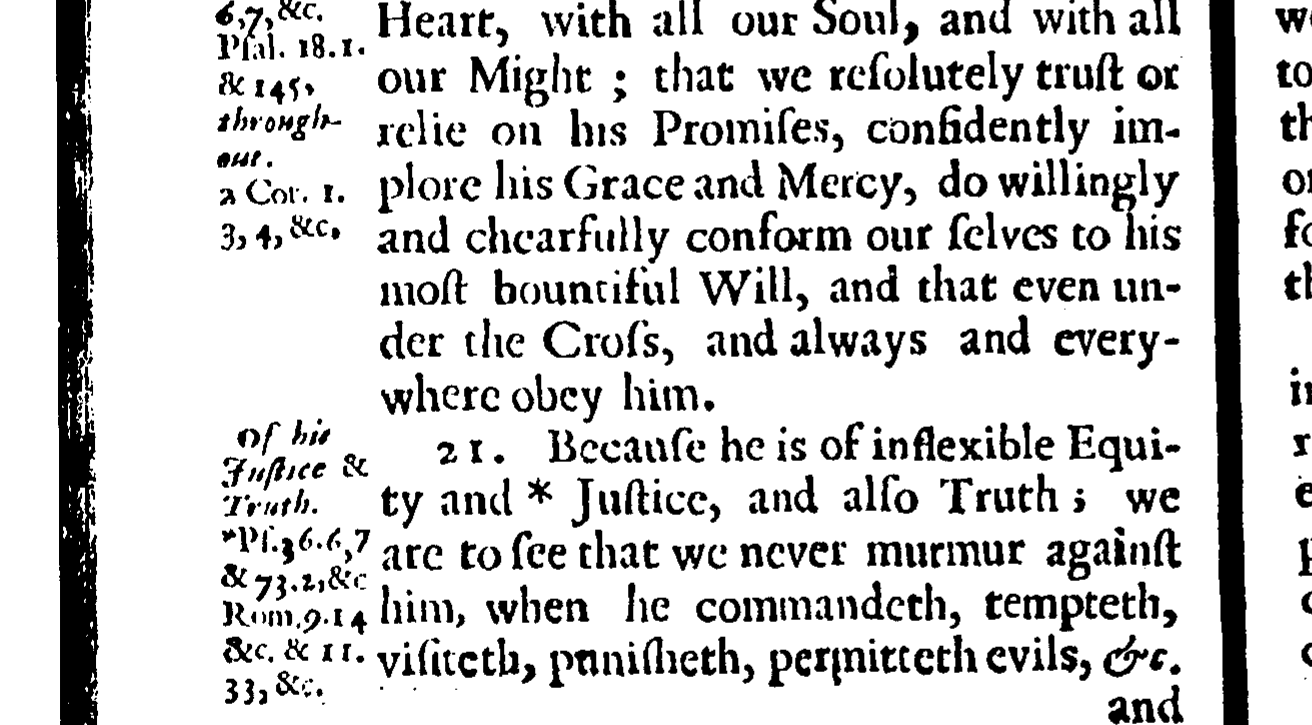 6,7, &c.
Pſal. 18.1.
& 145,
through-
out.
2 Cor. 1.
3, 4, &c.
Heart, with all our Soul, and with all
our Might ; that we reſolutely truſt or
relie on his Promiſes, confidently im-
plore his Grace and Mercy, do willingly
and chearfully conform our ſelves to his
moſt bountiful Will, and that even un-
der the Croſs, and always and every-
where obey him.
Of his
Juſtice &
Truth.
*Pſ.36.6,7
& 73.2,&c
Rom.9.14
&c. & 11.
33, &c.
21. Becauſe he is of inflexible Equi-
ty and * Juſtice, and alſo Truth ; we
are to ſee that we never murmur againſt
him, when he commandeth, tempteth,
viſiteth, puniſheth, permitteth evils, &c.
and